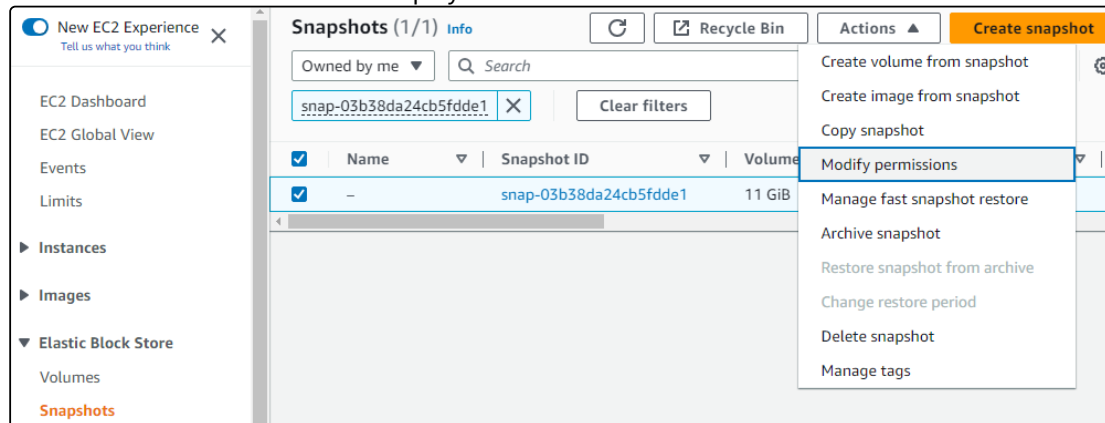 New EC2 Experience
Tell us what you think
EC2 Dashboard
EC2 Global View
Events
Limits
Instances
Images
Elastic Block Store
Volumes
Snapshots
Snapshots (1/1) Info
Recycle Bin
Actions
Create snapshot
Owned by me
Search
snap-03b38da24cb5fdde1
Clear filters
Name
Snapshot ID
Volume
–
snap-03b38da24cb5fdde1
11 GiB
Create volume from snapshot
Create image from snapshot
Copy snapshot
Modify permissions
Manage fast snapshot restore
Archive snapshot
Restore snapshot from archive
Change restore period
Delete snapshot
Manage tags